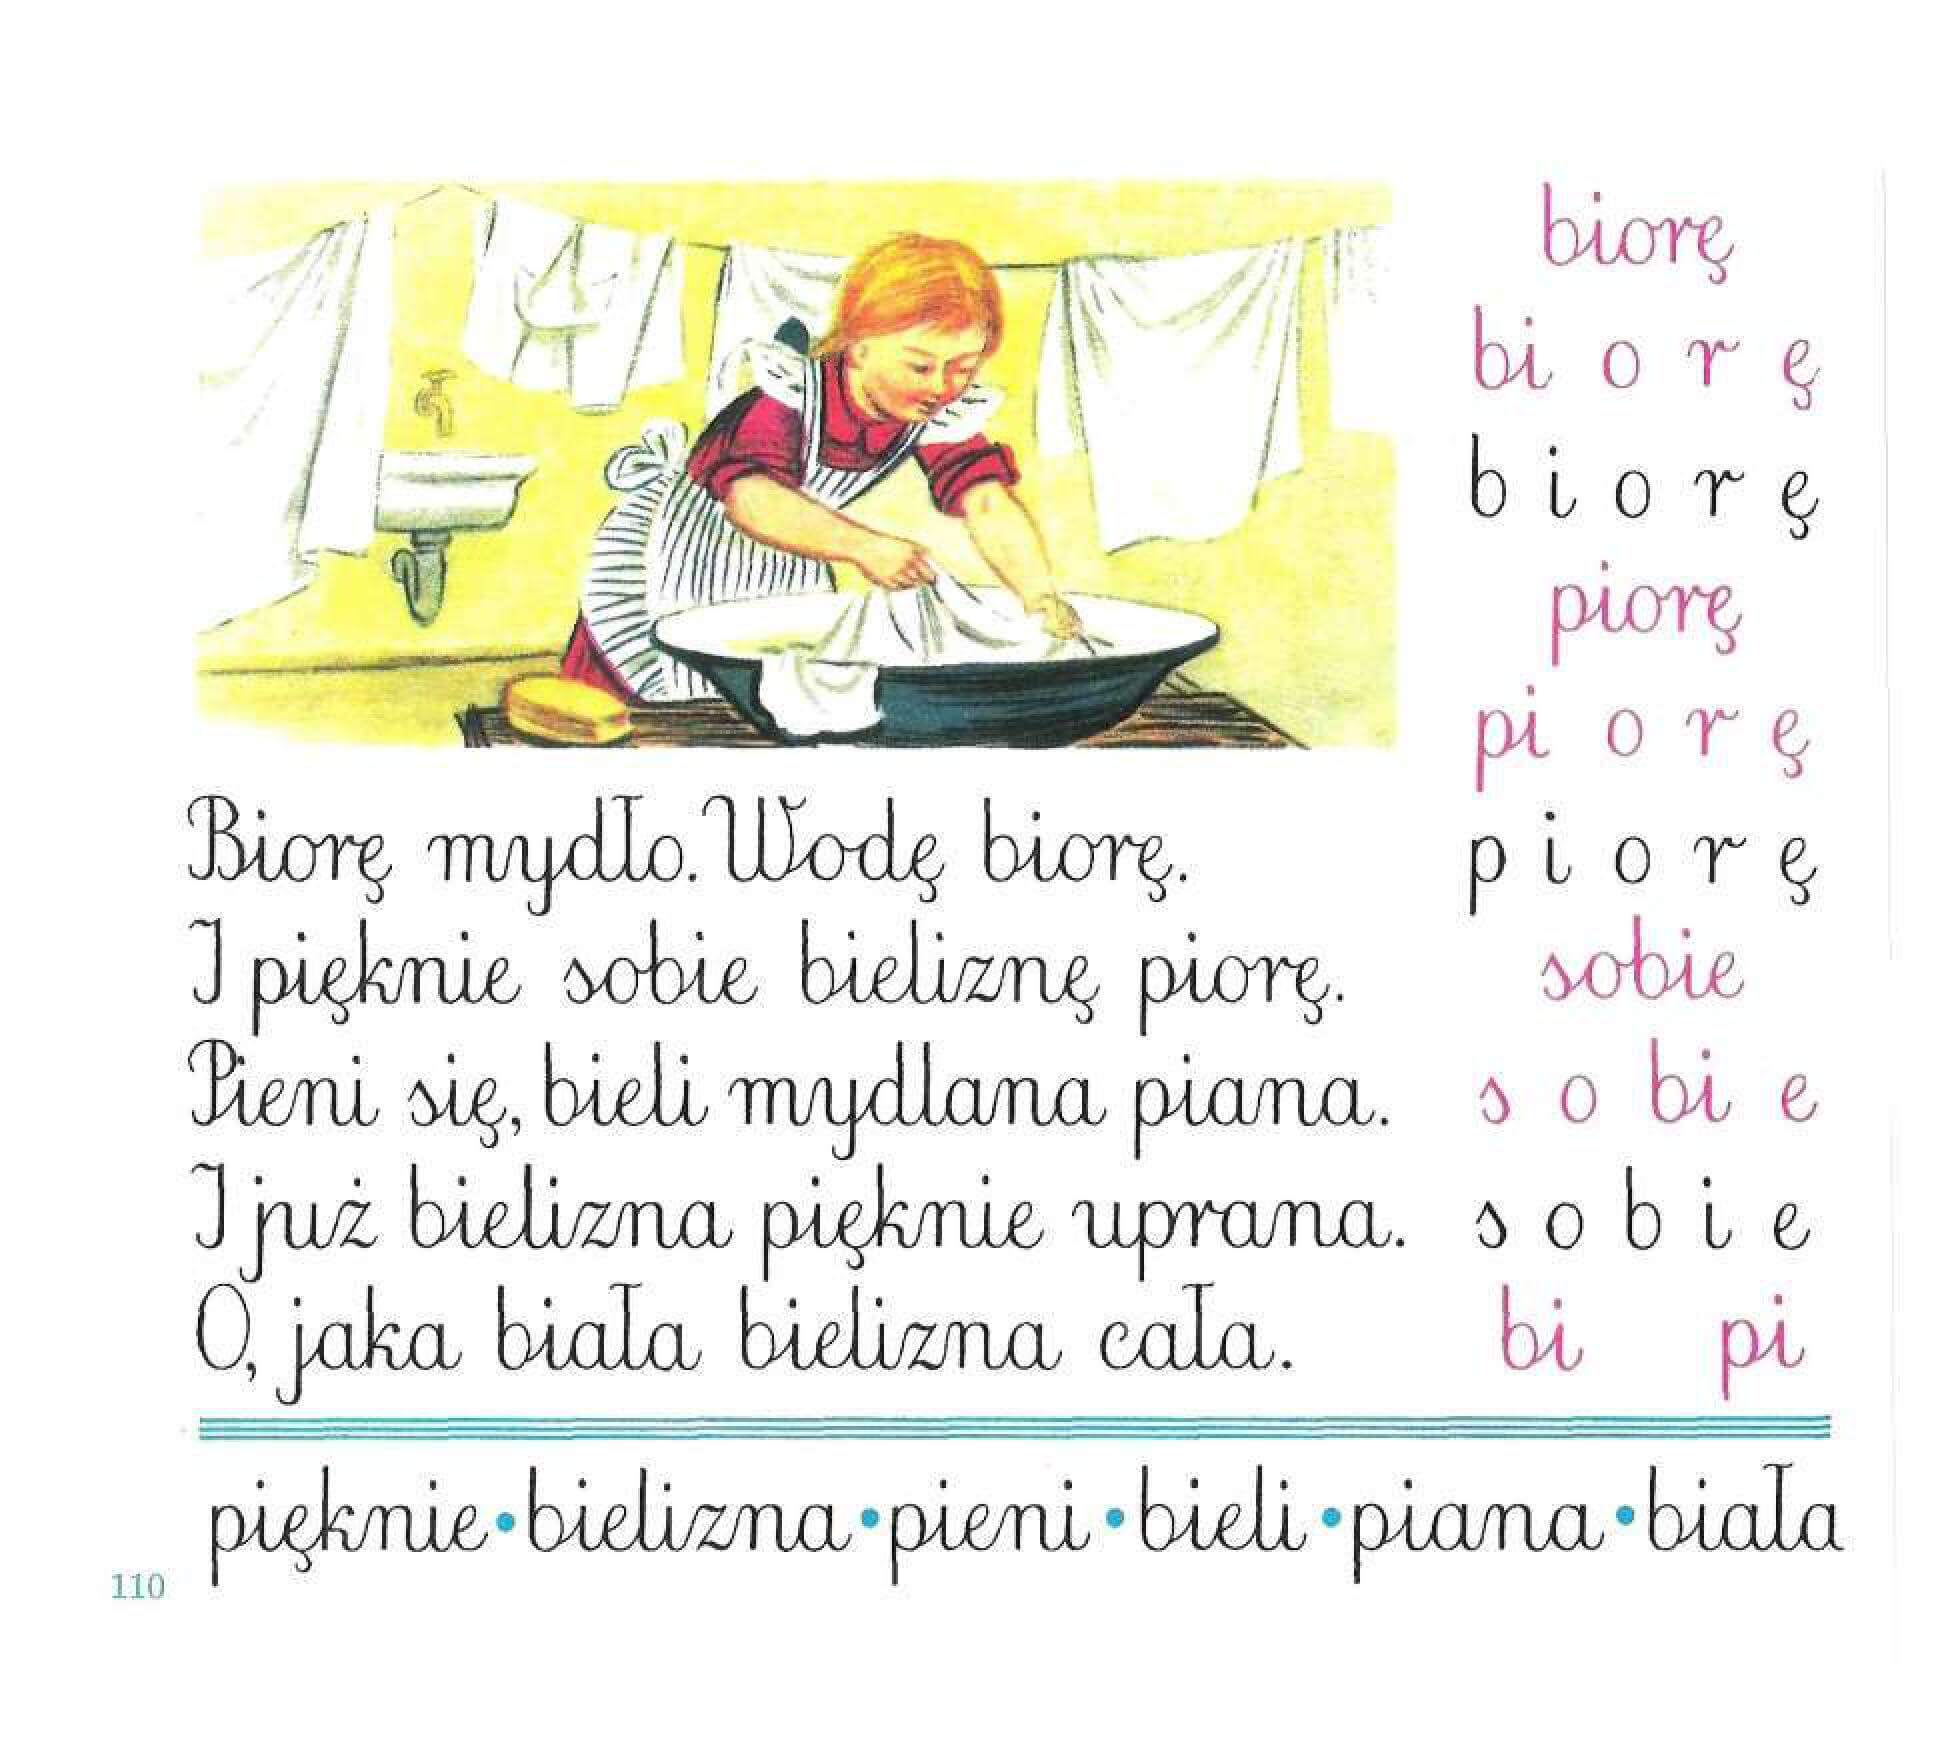 Biorę mydło. Wodę biorę.
I pięknie sobie bieliznę piorę.
Pieni się, bieli mydlana piana.
I już bielizna pięknie uprana.
O, jaka biała bielizna cała.
biorę
bi o r ę
b i o r ę
piorę
pi o r ę
p i o r ę
sobie
s o bi e
s o b i e
bi pi
pięknie • bielizna • pieni • bieli • piana • biała
110